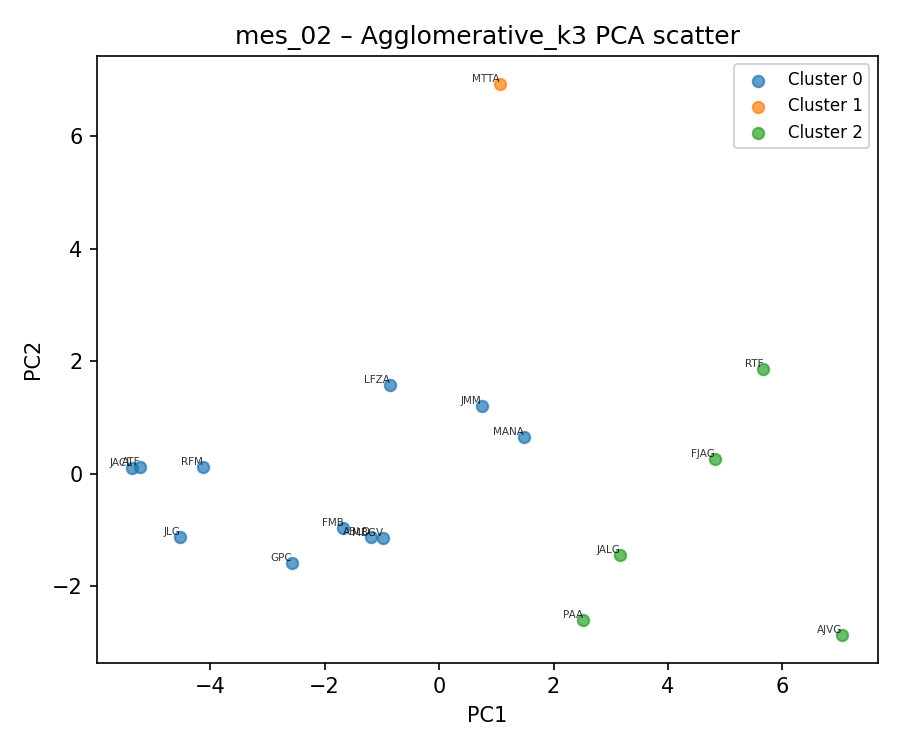 mes_02 – Agglomerative_k3 PCA scatter
Cluster 0
Cluster 1
Cluster 2
MTTA
RTF
LFZA
JMM
MANA
FJAG
RFM
JLG
FMB
GPC
JALG
PAA
AJVG
6
4
2
0
−2
PC2
−4
−2
0
2
4
6
PC1